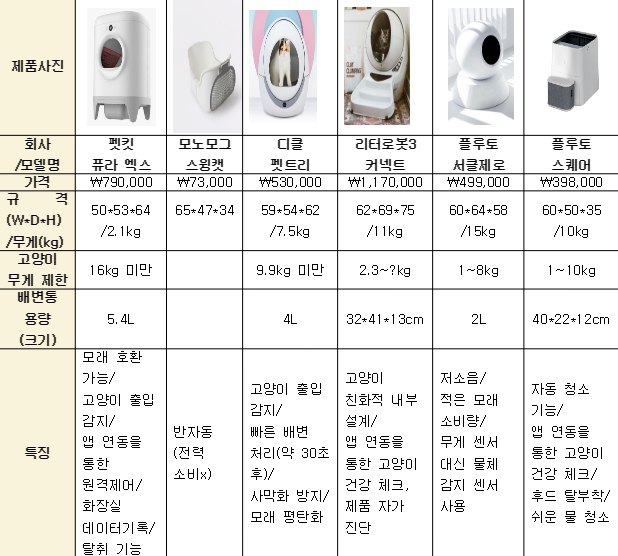 제품사진
회사
/모델명
펫킷
퓨라 엑스
모노모그
스윙캣
디클
펫트리
리터로봇3
커넥트
플루토
서클제로
플루토
스퀘어
가격
₩790,000
₩73,000
₩530,000
₩1,170,000
₩499,000
₩398,000
규 격
(W*D*H)
/무게(kg)
50*53*64
/2.1kg
65*47*34
59*54*62
/7.5kg
62*69*75
/11kg
60*64*58
/15kg
60*50*35
/10kg
고양이
무게 제한
16kg 미만
9.9kg 미만
2.3~?kg
1~8kg
1~10kg
배변통
용량
(크기)
5.4L
4L
32*41*13cm
2L
40*22*12cm
특징
모래 호환
가능/
고양이 출입
감지/
앱 연동을
통한
원격제어/
화장실
데이터기록/
탈취 기능
반자동
(전력
소비x)
고양이 출입
감지/
빠른 배변
처리(약 30초
후)/
사막화 방지/
모래 평탄화
고양이
친화적 내부
설계/
앱 연동을
통한 고양이
건강 체크,
제품 자가
진단
저소음/
적은 모래
소비량/
무게 센서
대신 물체
감지 센서
사용
자동 청소
기능/
앱 연동을
통한 고양이
건강 체크/
후드 탈부착/
쉬운 물 청소